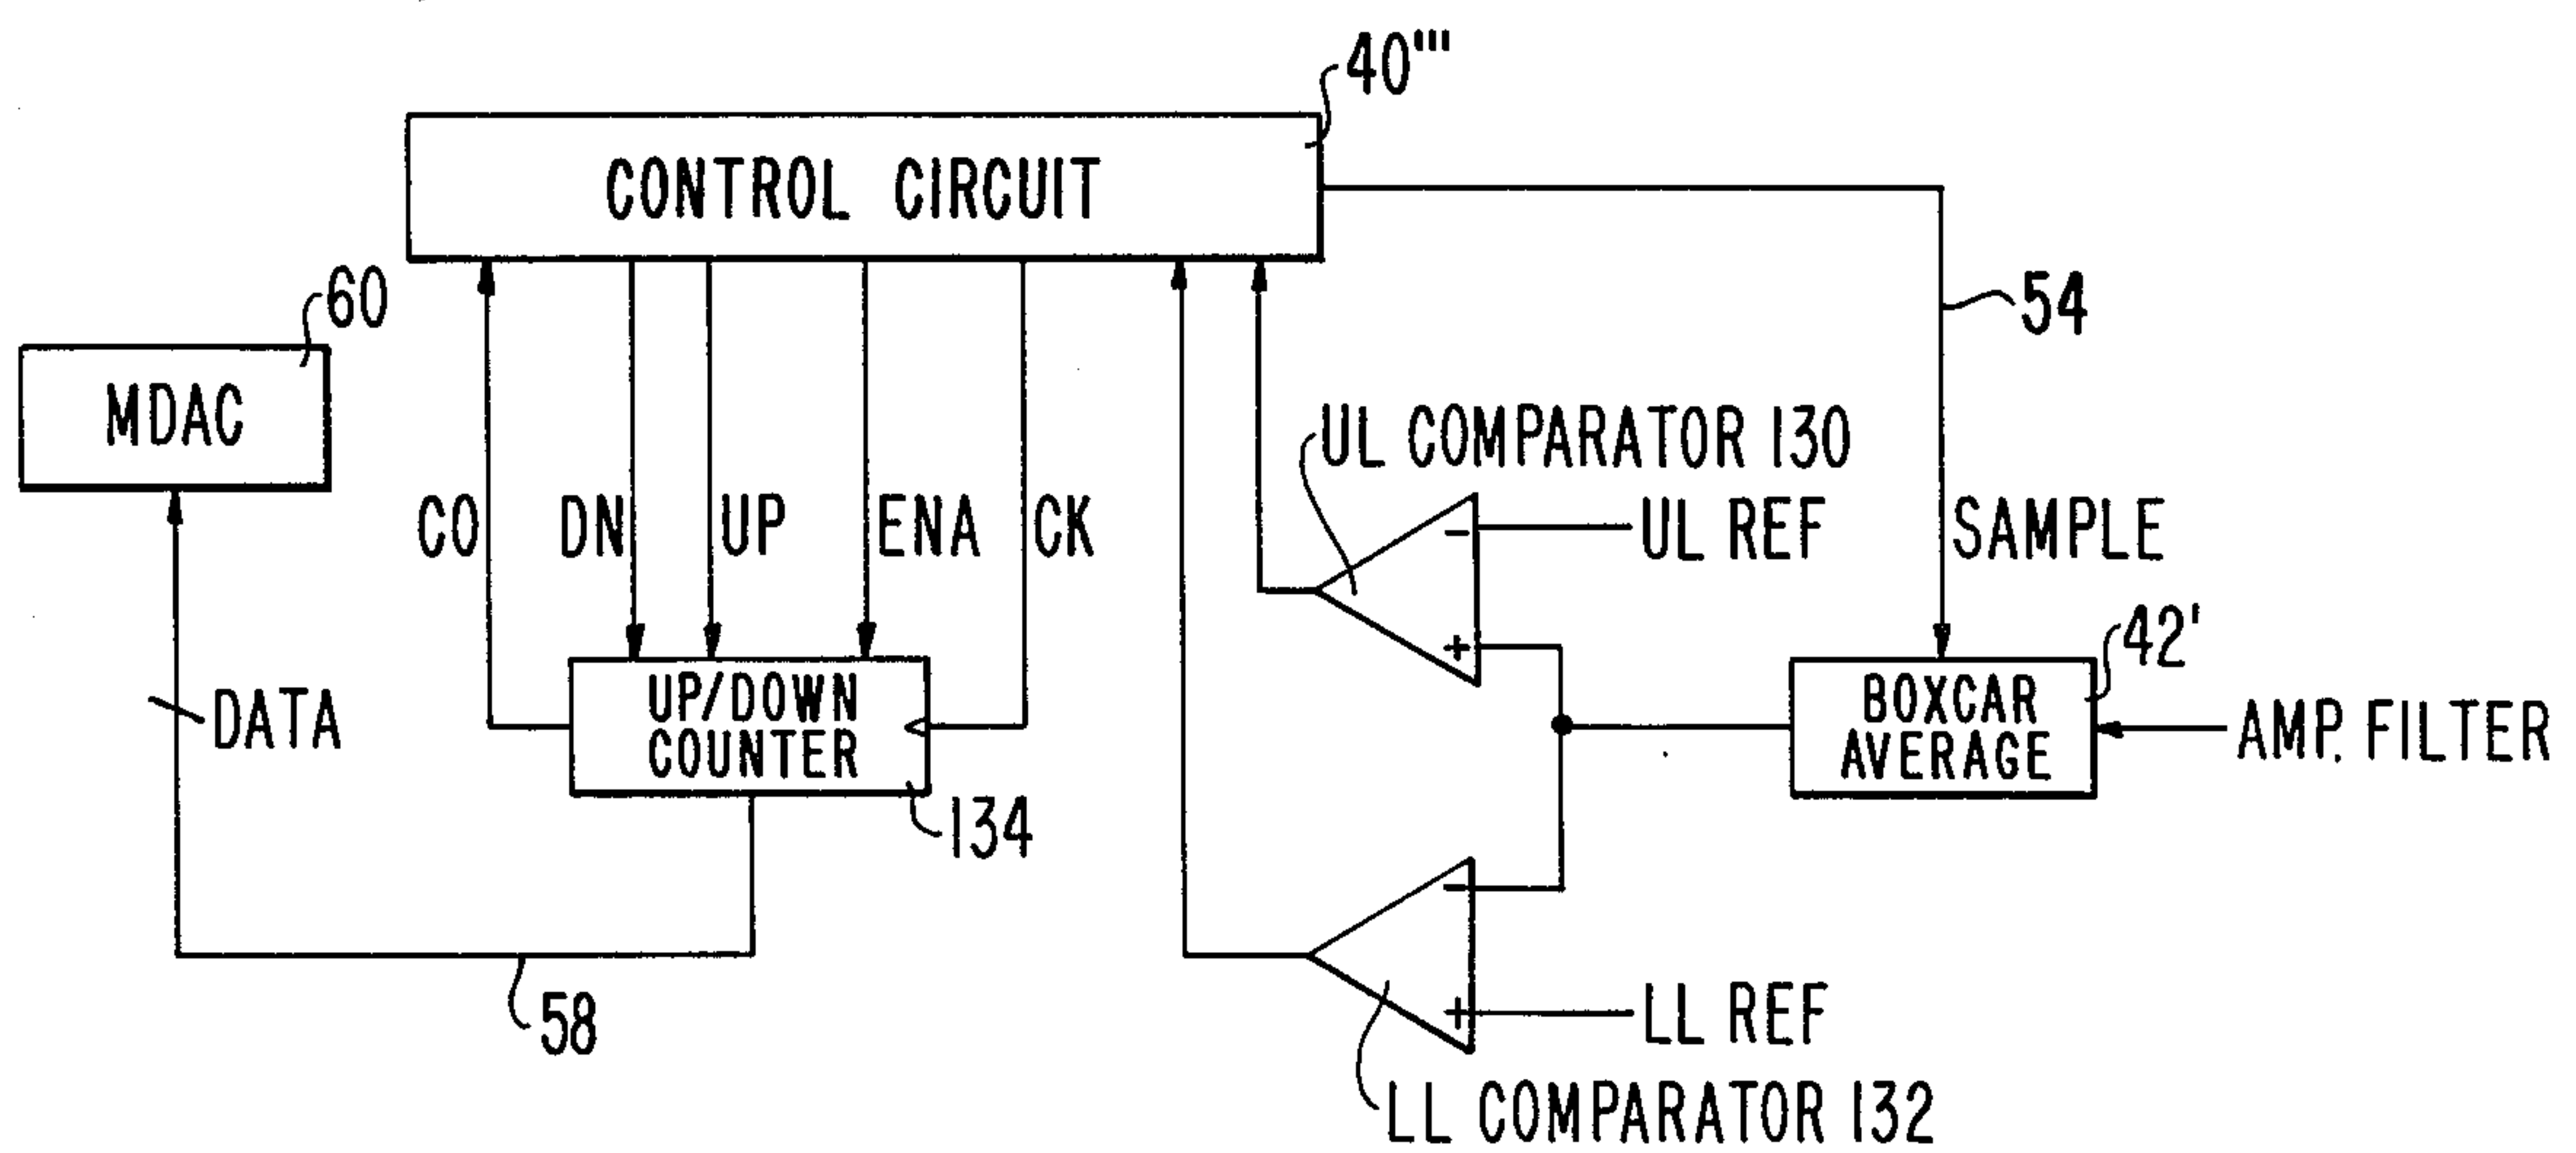 40'''
CONTROL CIRCUIT
60
54
MDAC
UL COMPARATOR 130
CO
DN
UP
ENA
CK
- UL REF
SAMPLE
+
42'
DATA
UP/DOWN
COUNTER
BOXCAR
AVERAGE
AMP. FILTER
134
-
58
+ LL REF
LL COMPARATOR 132